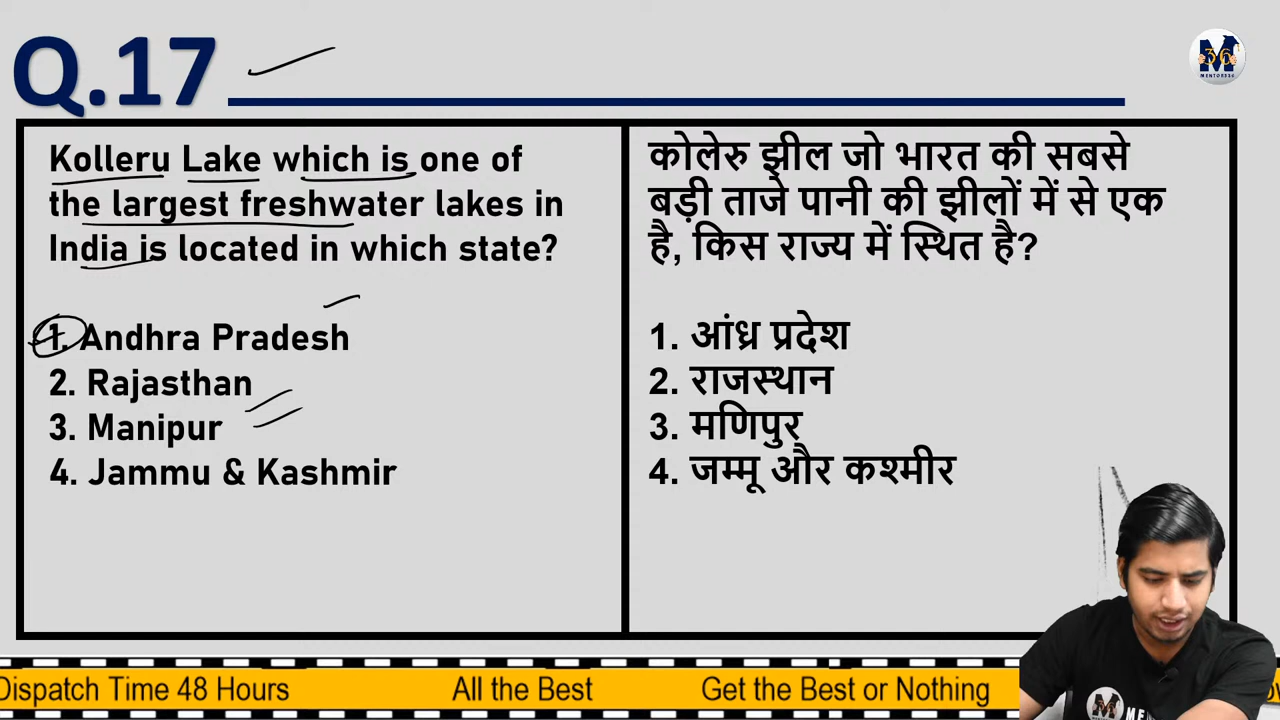 Q.17
36
MENTORS36
Kolleru Lake which is one of
the largest freshwater lakes in
India is located in which state?
1. Andhra Pradesh
2. Rajasthan
3. Manipur
4. Jammu & Kashmir
कोलेरु झील जो भारत की सबसे
बड़ी ताजे पानी की झीलों में से एक
है, किस राज्य में स्थित है?
1. आंध्र प्रदेश
2. राजस्थान
3. मणिपुर
4. जम्मू और कश्मीर
Dispatch Time 48 Hours All the Best Get the Best or Nothing